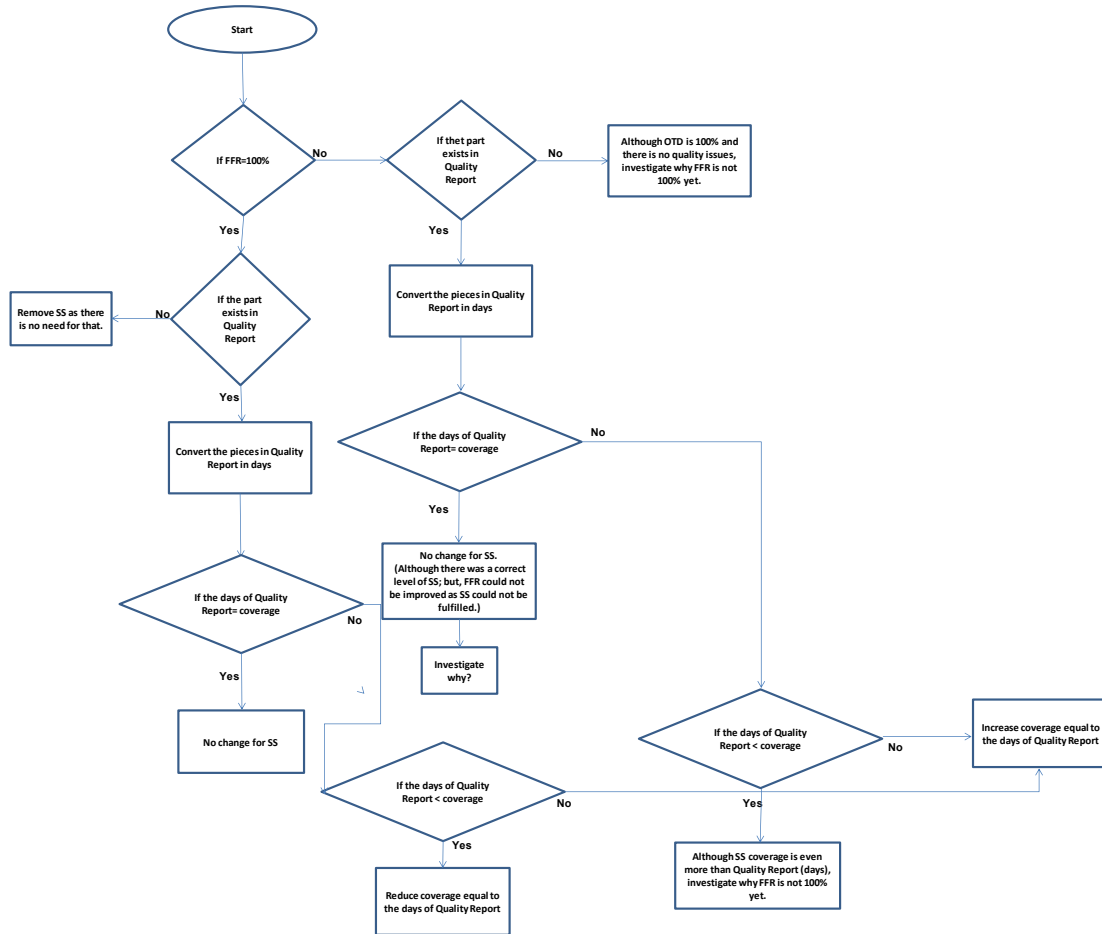 Start
If FFR=100%
No
If thet part
exists in
Quality
Report
No
Although OTD is 100% and
there is no quality issues,
investigate why FFR is not
100% yet.
Yes
Yes
If the part
exists in
Quality
Report
No
Remove SS as there
is no need for that.
Convert the pieces in Quality
Report in days
Yes
Convert the pieces in Quality
Report in days
If the days of Quality
Report= coverage
No
Yes
No change for SS.
(Although there was a correct
level of SS; but, FFR could not
be improved as SS could not be
fulfilled.)
If the days of Quality
Report= coverage
No
Investigate
why?
Yes
No change for SS
If the days of Quality
Report < coverage
No
Increase coverage equal to
the days of Quality Report
If the days of Quality
Report < coverage
No
Yes
Yes
Although SS coverage is even
more than Quality Report (days),
investigate why FFR is not 100%
yet.
Reduce coverage equal to
the days of Quality Report